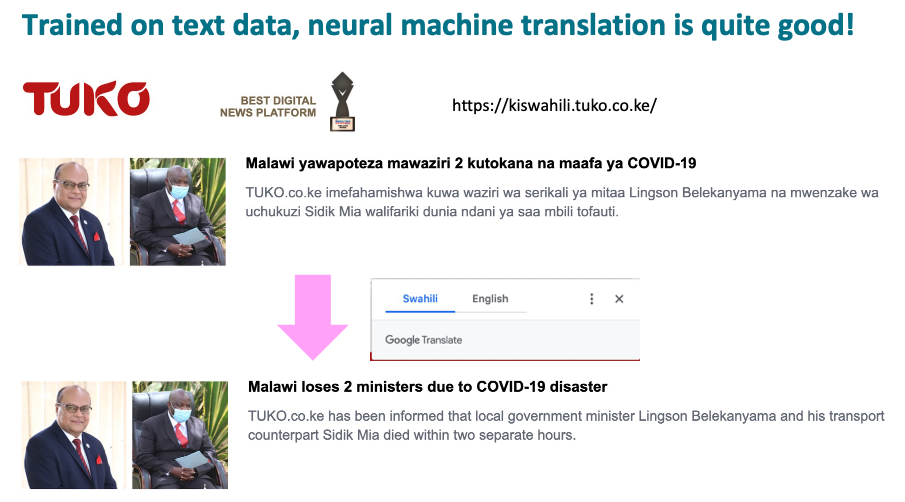 Trained on text data, neural machine translation is quite good!
TUKO
BEST DIGITAL
NEWS PLATFORM
https://kiswahili.tuko.co.ke/
Malawi yawapoteza mawaziri 2 kutokana na maafa ya COVID-19
TUKO.co.ke imefahamishwa kuwa waziri wa serikali ya mitaa Lingson Belekanyama na mwenzake wa
uchukuzi Sidik Mia walifariki dunia ndani ya saa mbili tofauti.
Swahili English
Google Translate
Malawi loses 2 ministers due to COVID-19 disaster
TUKO.co.ke has been informed that local government minister Lingson Belekanyama and his transport
counterpart Sidik Mia died within two separate hours.